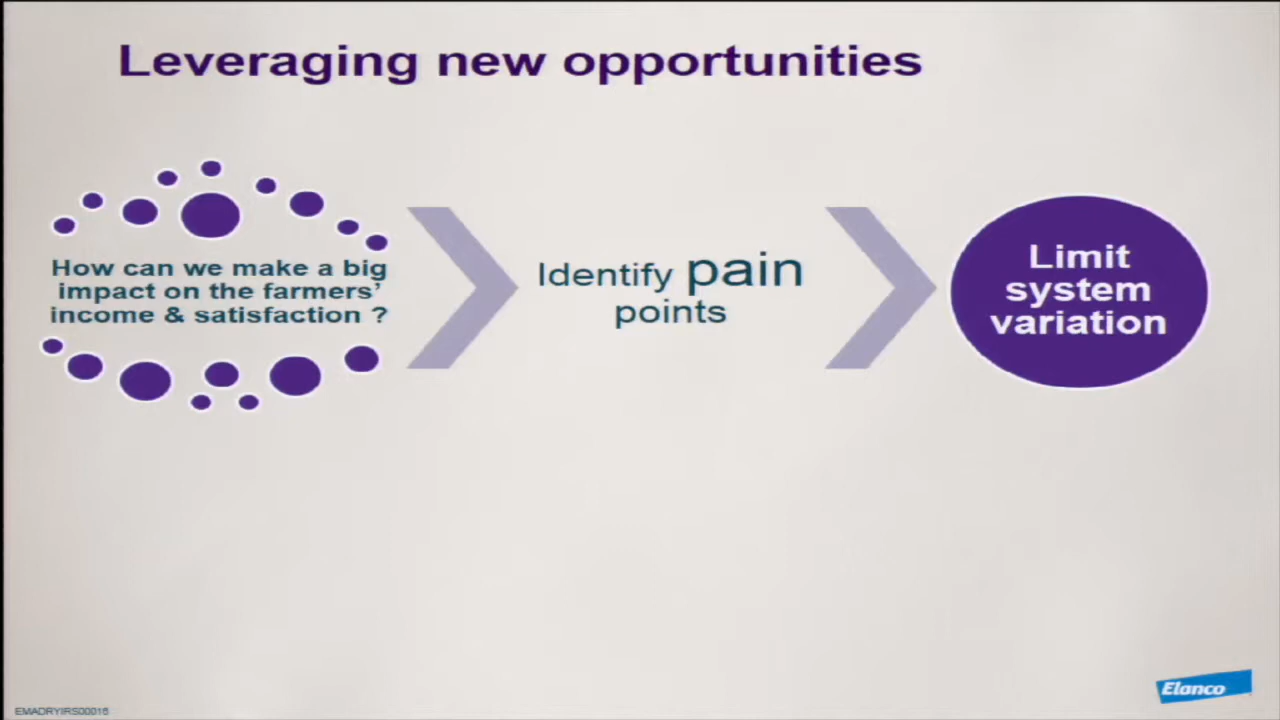 Leveraging new opportunities
How can we make a big
impact on the farmers’
income & satisfaction ?
Identify pain
points
Limit
system
variation
Elanco
EMADRYIRS00016